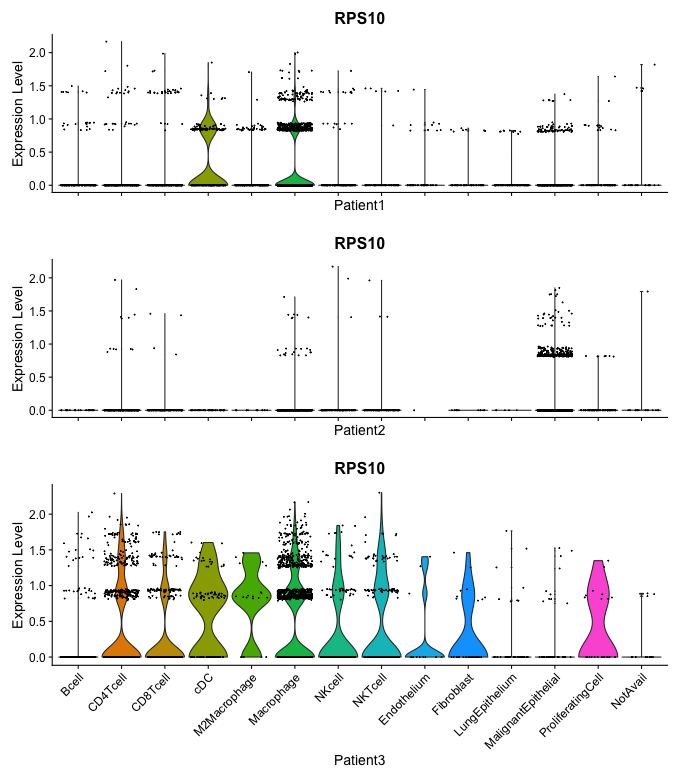 RPS10
Expression Level
2.0
1.5
1.0
0.5
0.0
Patient1
RPS10
Expression Level
2.0
1.5
1.0
0.5
0.0
Patient2
RPS10
Expression Level
2.0
1.5
1.0
0.5
0.0
Bcell
CD4Tcell
CD8Tcell
cDC
M2Macrophage
Macrophage
NKcell
NKTcell
Endothelium
Fibroblast
LungEpithelium
MalignantEpithelial
ProliferatingCell
NotAvail
Patient3